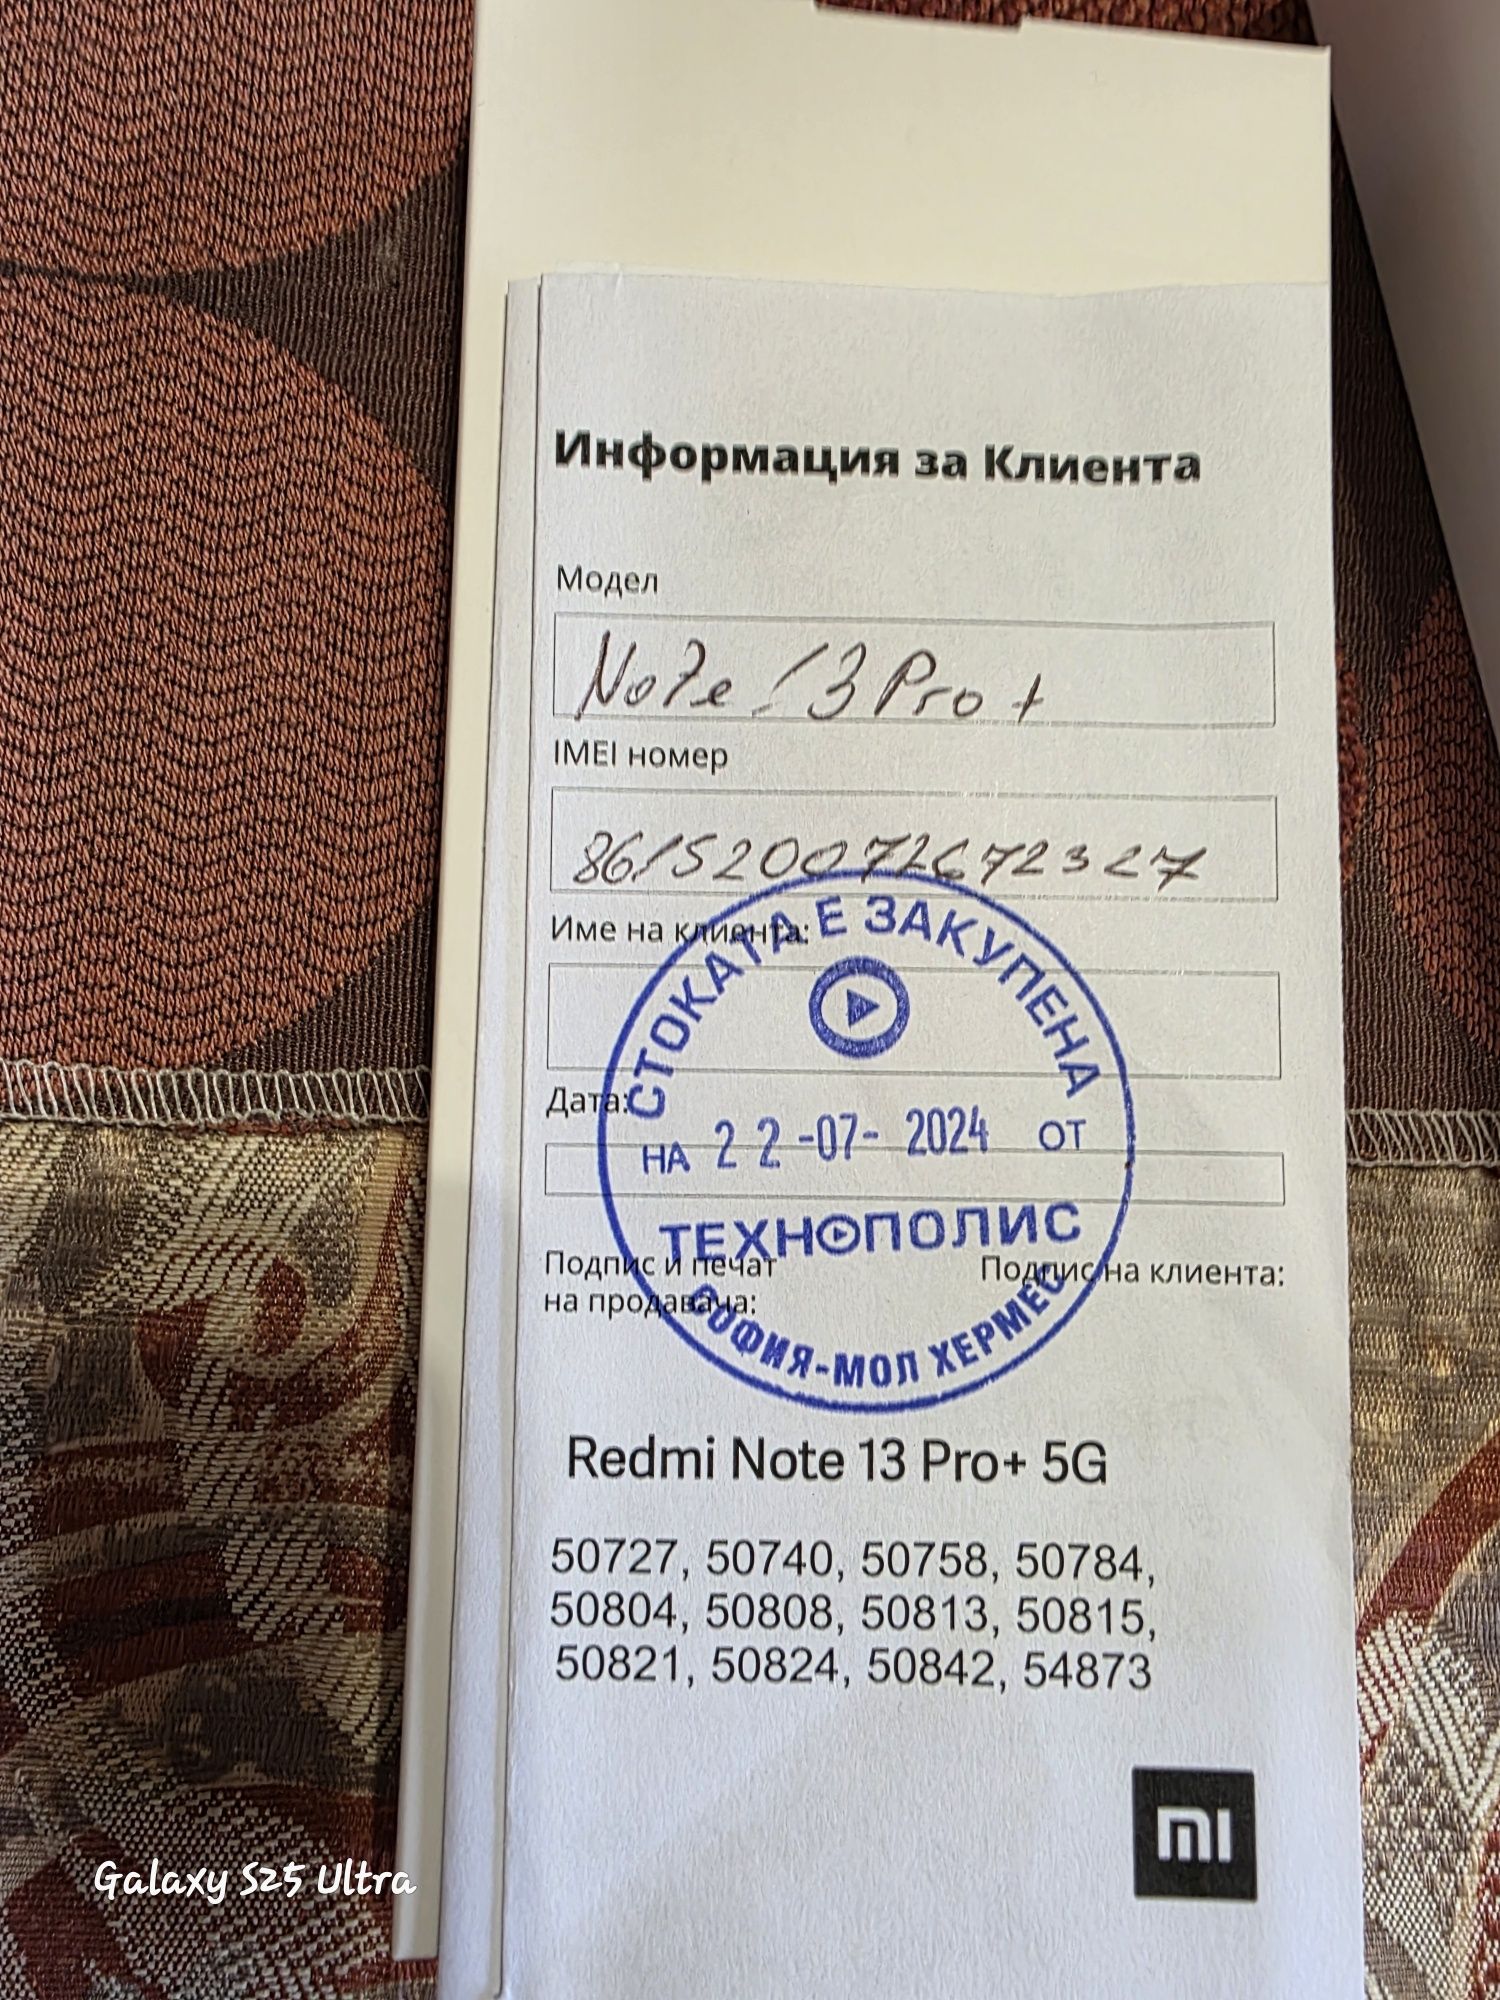 Информация за Клиента
Модел
Note 13 Pro +
IMEI номер
861520072672327
Име на клиента:
СТОКАТА Е ЗАКУПЕНА
Дата:
НА 22-07-2024 ОТ
ТЕХНОПОЛИС
Подпис и печат
на продавача:
Подпис на клиента:
СОФИЯ-МОЛ ХЕРМЕС
Redmi Note 13 Pro+ 5G
50727, 50740, 50758, 50784,
50804, 50808, 50813, 50815,
50821, 50824, 50842, 54873
mi
Galaxy S25 Ultra